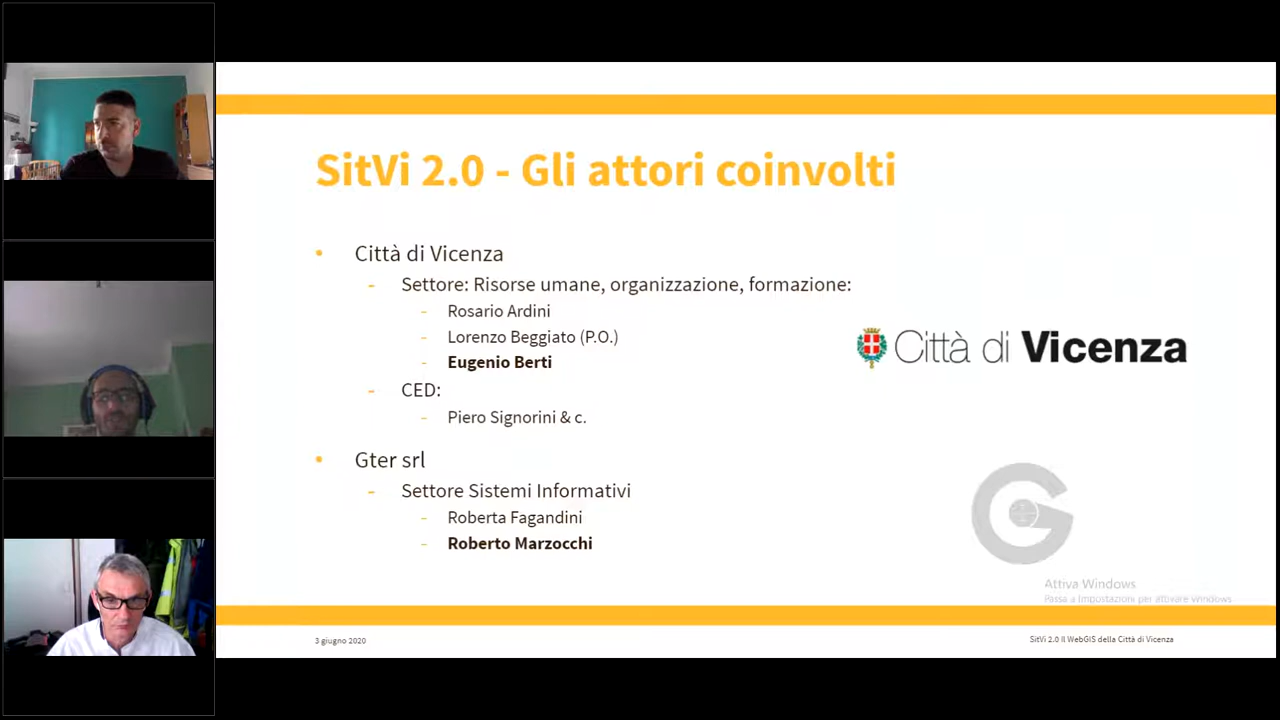 SitVi 2.0 - Gli attori coinvolti
• Città di Vicenza
- Settore: Risorse umane, organizzazione, formazione:
- Rosario Ardini
- Lorenzo Beggiato (P.O.)
- Eugenio Berti
- CED:
- Piero Signorini & c.
• Gter srl
- Settore Sistemi Informativi
- Roberta Fagandini
- Roberto Marzocchi
Città di Vicenza
Attiva Windows
Passa a Impostazioni per attivare Windows
3 giugno 2020
SitVi 2.0 Il WebGIS della Città di Vicenza